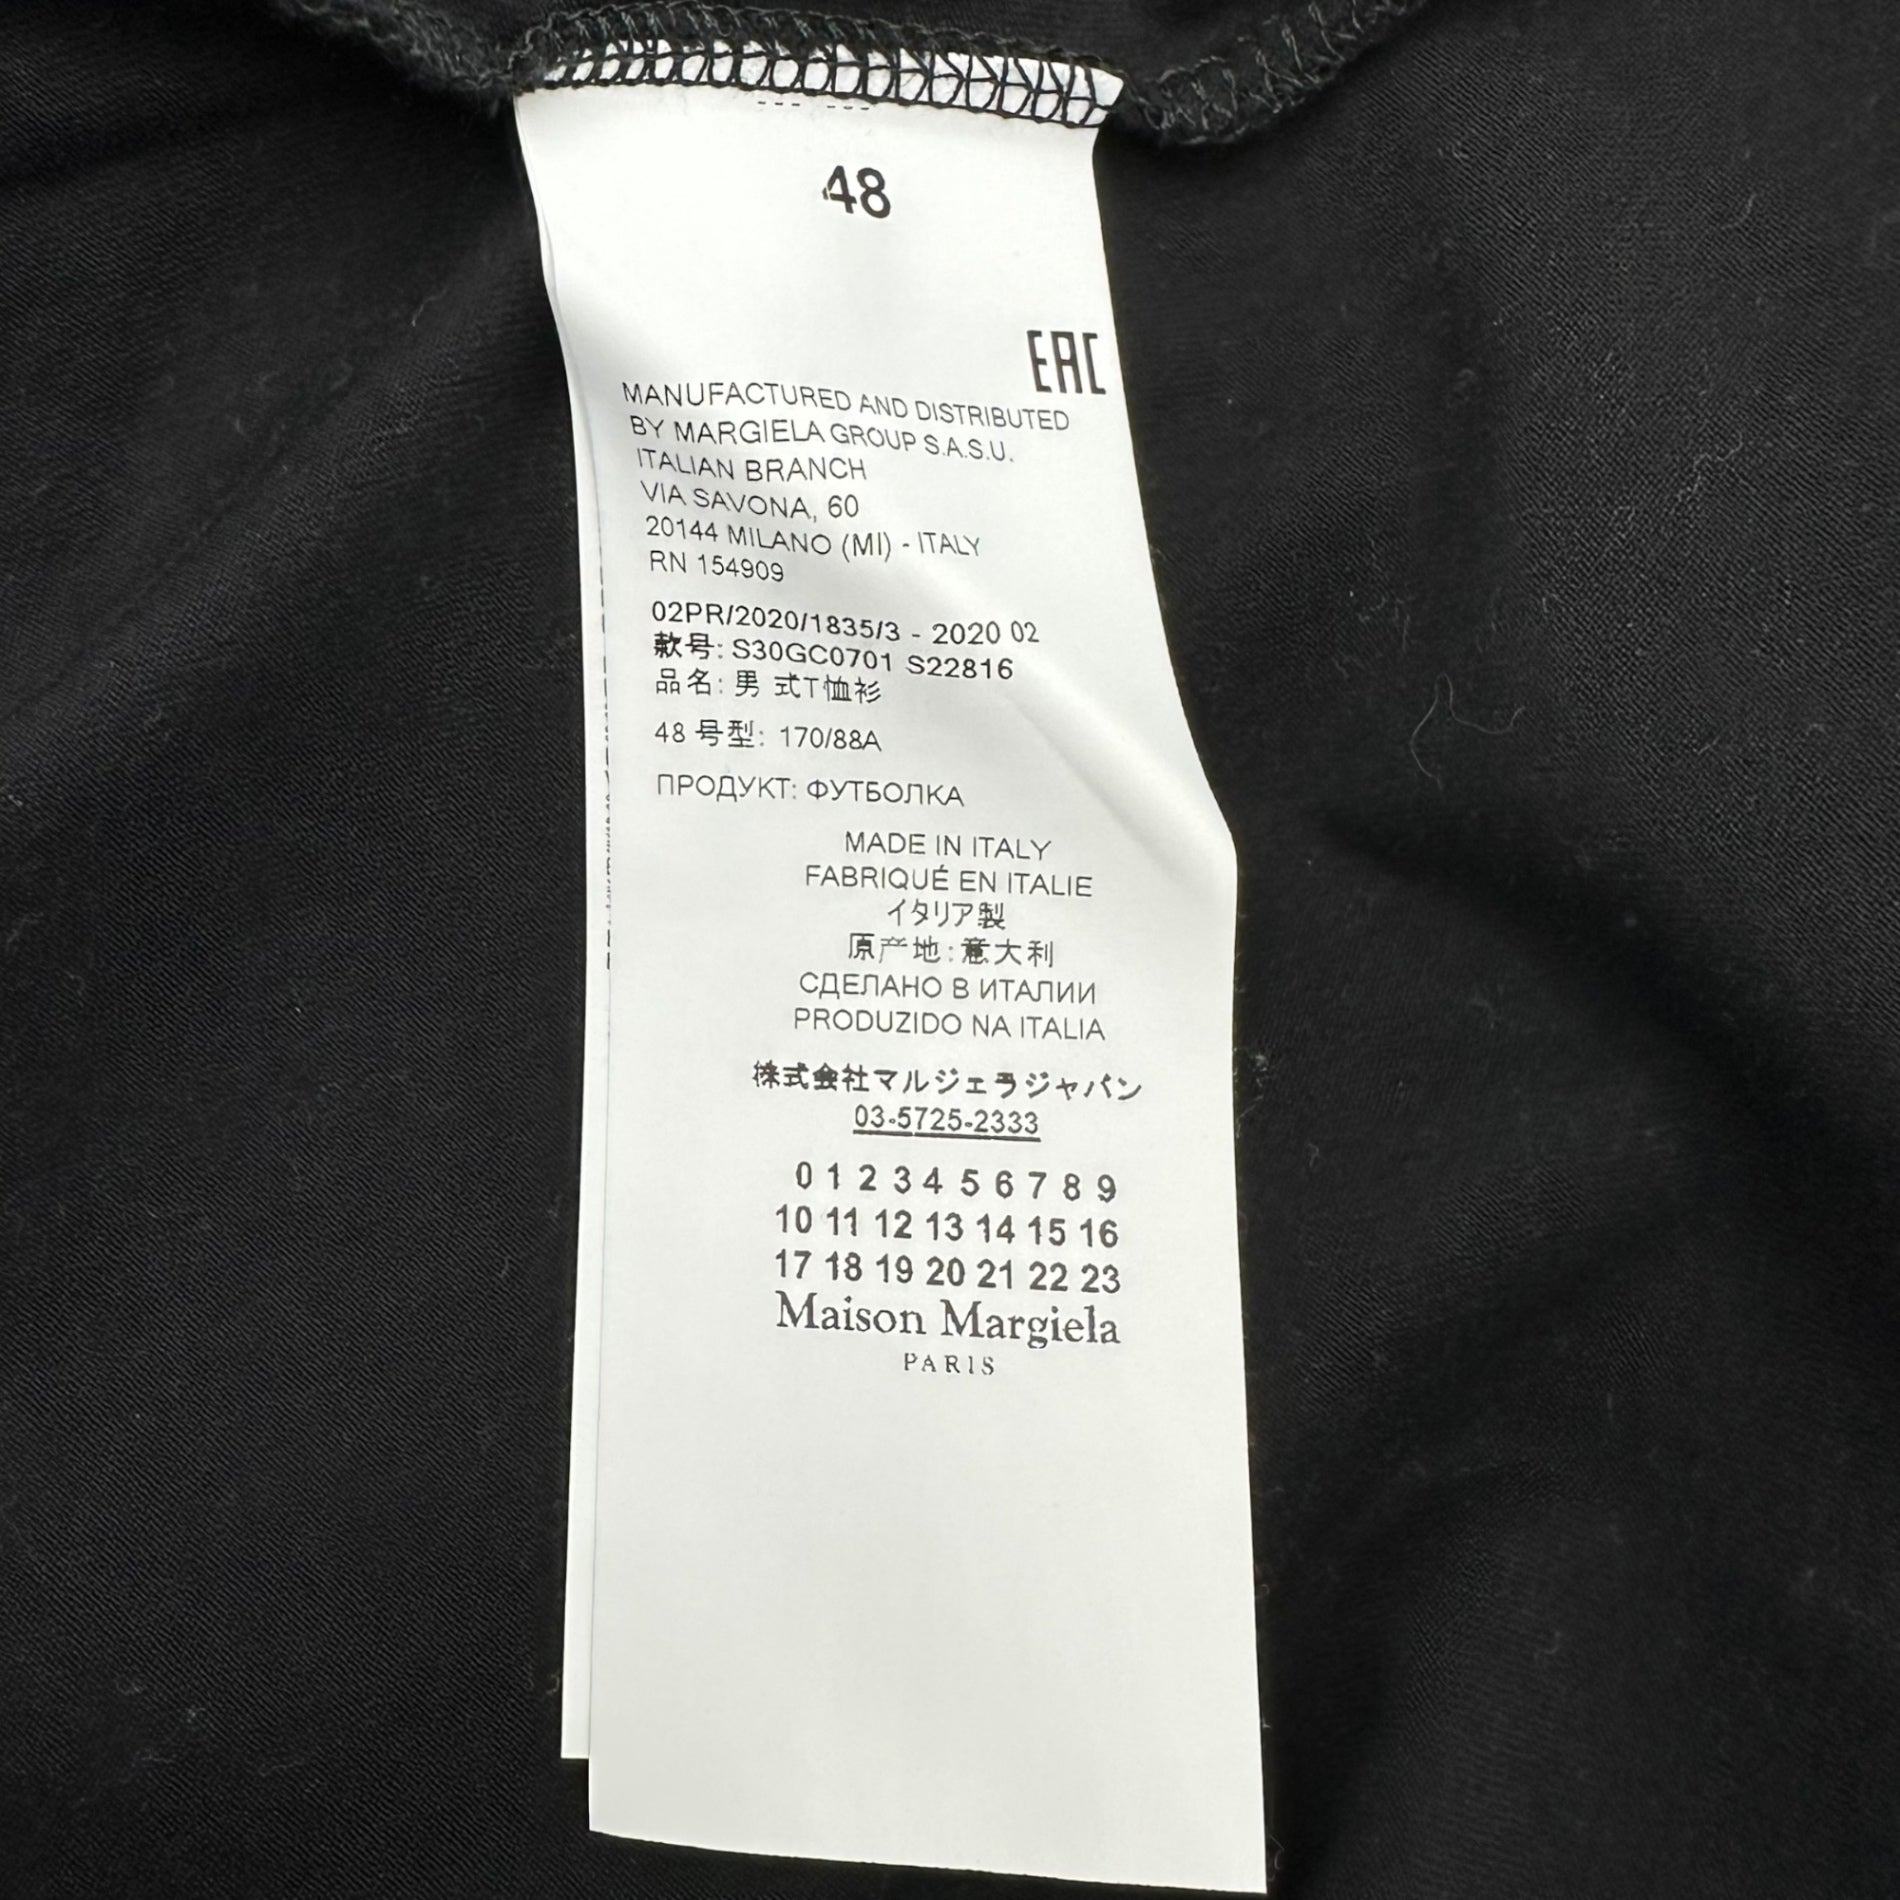 48
EAC
MANUFACTURED AND DISTRIBUTED
BY MARGIELA GROUP S.A.S.U.
ITALIAN BRANCH
VIA SAVONA, 60
20144 MILANO (MI) - ITALY
RN 154909
02PR/2020/1835/3 - 2020 02
款号: S30GC0701 S22816
品名: 男 式T恤衫
48 号型: 170/88A
ПРОДУКТ: ФУТБОЛКА
MADE IN ITALY
FABRIQUÉ EN ITALIE
イタリア製
原产地:意大利
СДЕЛАНО В ИТАЛИИ
PRODUZIDO NA ITALIA
株式会社マルジェラジャパン
03-5725-2333
0 1 2 3 4 5 6 7 8 9
10 11 12 13 14 15 16
17 18 19 20 21 22 23
Maison Margiela
PARIS